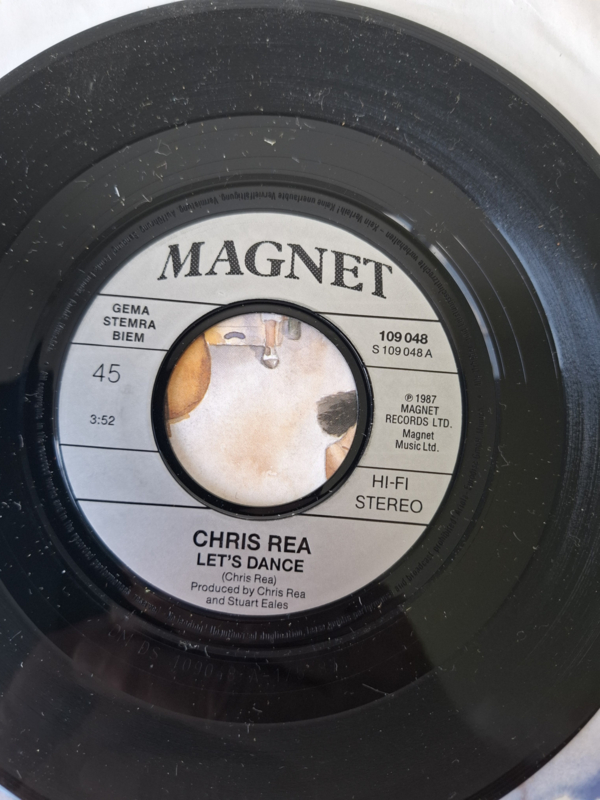 MAGNET
GEMA
STEMRA
BIEM
45
3:52
109 048
S 109 048 A
℗ 1987
MAGNET
RECORDS LTD.
Magnet
Music Ltd.
HI-FI
STEREO
CHRIS REA
LET'S DANCE
(Chris Rea)
Produced by Chris Rea
and Stuart Eales